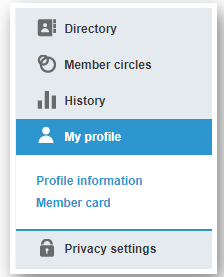 Directory
Member circles
History
My profile
Profile information
Member card
Privacy settings